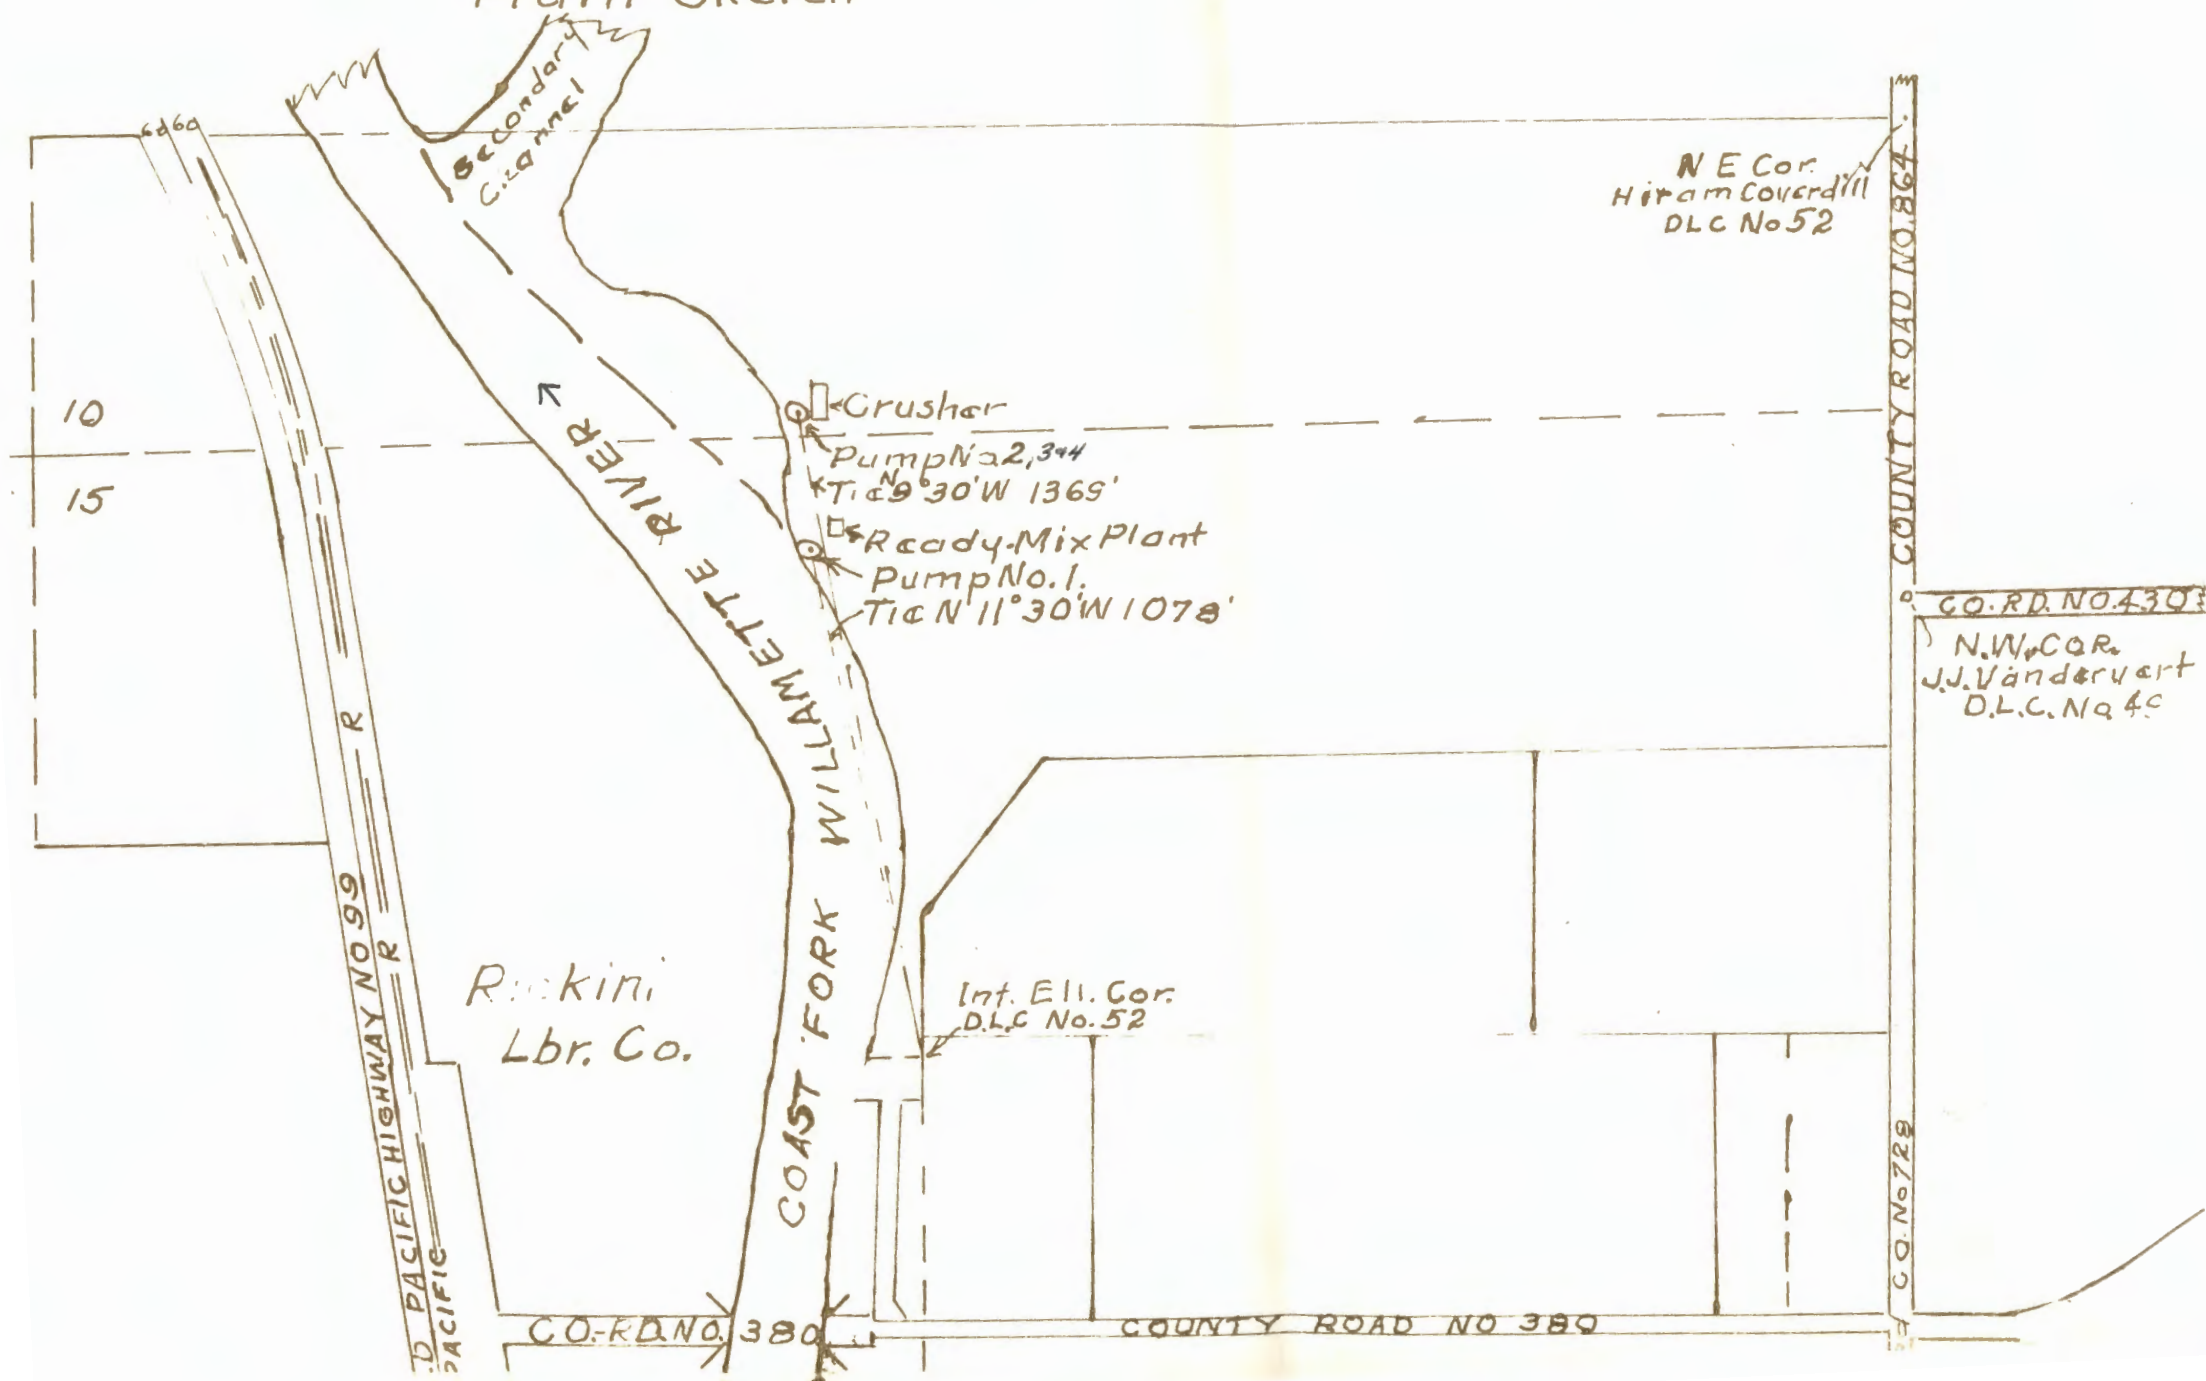 Secondary
60 60
N E Cor.
Hiram Coverdill
DLC No 52
COUNTY ROAD NO. 864
10
15
Crusher
Pump No 2, 3 & 4
Tie N 9° 30' W 1369'
Ready-Mix Plant
Pump No. 1.
Tie N 11° 30' W 1078'
CO. RD. NO. 430
N.W. COR.
J.J. Vandervert
D.L.C. No
COAST FORK WILLAMETTE RIVER
PACIFIC HIGHWAY NO 99
PACIFIC R R
Lbr. Co.
Int. Ell. Cor.
D.L.C No. 52
CO. No 728
CO. RD. NO. 380
COUNTY ROAD NO 380